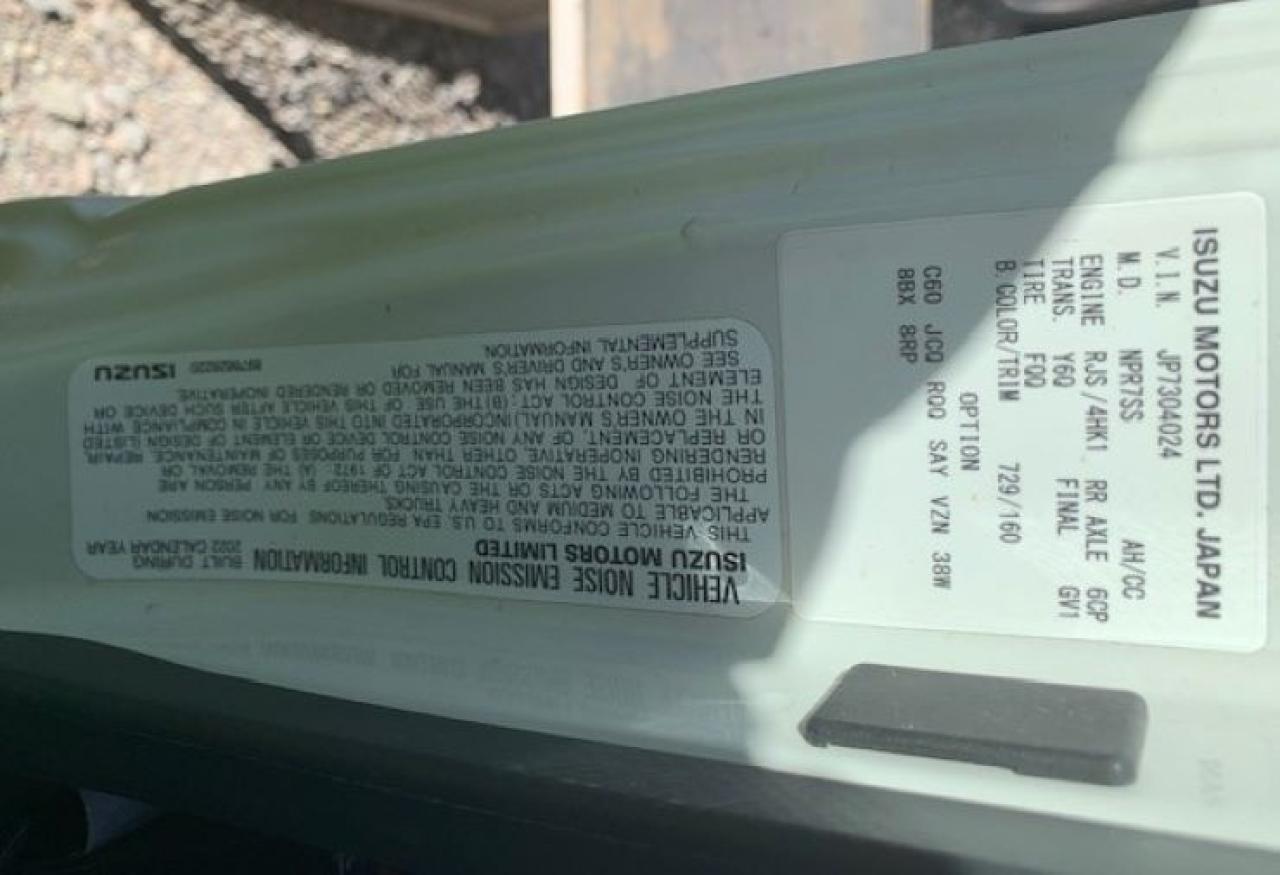 ISUZU MOTORS LTD. JAPAN
V.I.N. JP7304024
M.D. NPR7SS AH/CC
ENGINE RJS/4HK1 RR AXLE 6CP
TRANS. Y6Q FINAL GV1
TIRE FQQ
B.COLOR/TRIM 729/160
OPTION
C60 JCQ RQO SAY VZN 38W
8BX 8RP
VEHICLE NOISE EMISSION CONTROL INFORMATION
BUILT DURING
2022 CALENDAR YEAR
ISUZU MOTORS LIMITED
THIS VEHICLE CONFORMS TO U.S. EPA REGULATIONS FOR NOISE EMISSION
APPLICABLE TO MEDIUM AND HEAVY TRUCKS.
THE FOLLOWING ACTS OR THE CAUSING THEREOF BY ANY PERSON ARE
PROHIBITED BY THE NOISE CONTROL ACT OF 1972: (A) THE REMOVAL OR
RENDERING INOPERATIVE, OTHER THAN FOR PURPOSES OF MAINTENANCE, REPAIR,
OR REPLACEMENT, OF ANY NOISE CONTROL DEVICE OR ELEMENT OF DESIGN (LISTED
IN THE OWNER'S MANUAL) INCORPORATED INTO THIS VEHICLE IN COMPLIANCE WITH
THE NOISE CONTROL ACT; (B) THE USE OF THIS VEHICLE AFTER SUCH DEVICE OR
ELEMENT OF DESIGN HAS BEEN REMOVED OR RENDERED INOPERATIVE.
SEE OWNER'S AND DRIVER'S MANUAL FOR
SUPPLEMENTAL INFORMATION.
ISUZU